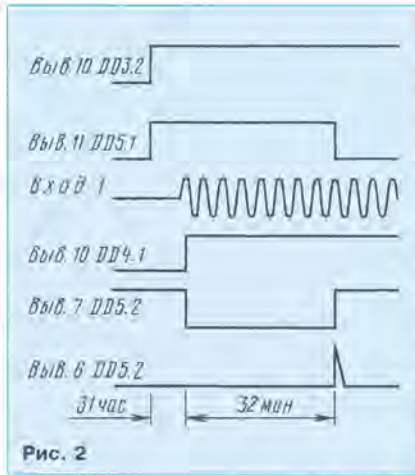 Выв. 10 DD3.2
Выв. 11 DD5.1
Вход 1
Выв. 10 DD4.1
Выв. 7 DD5.2
Выв. 6 DD5.2
31 час 32 мин
Рис. 2